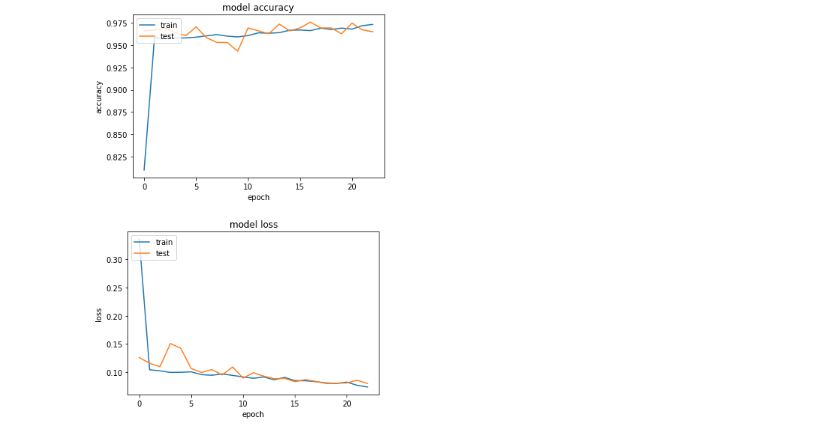 model accuracy
train
test
0.975
0.950
0.925
0.900
0.875
0.850
0.825
accuracy
0 5 10 15 20
epoch
model loss
train
test
0.30
0.25
0.20
0.15
0.10
loss
0 5 10 15 20
epoch